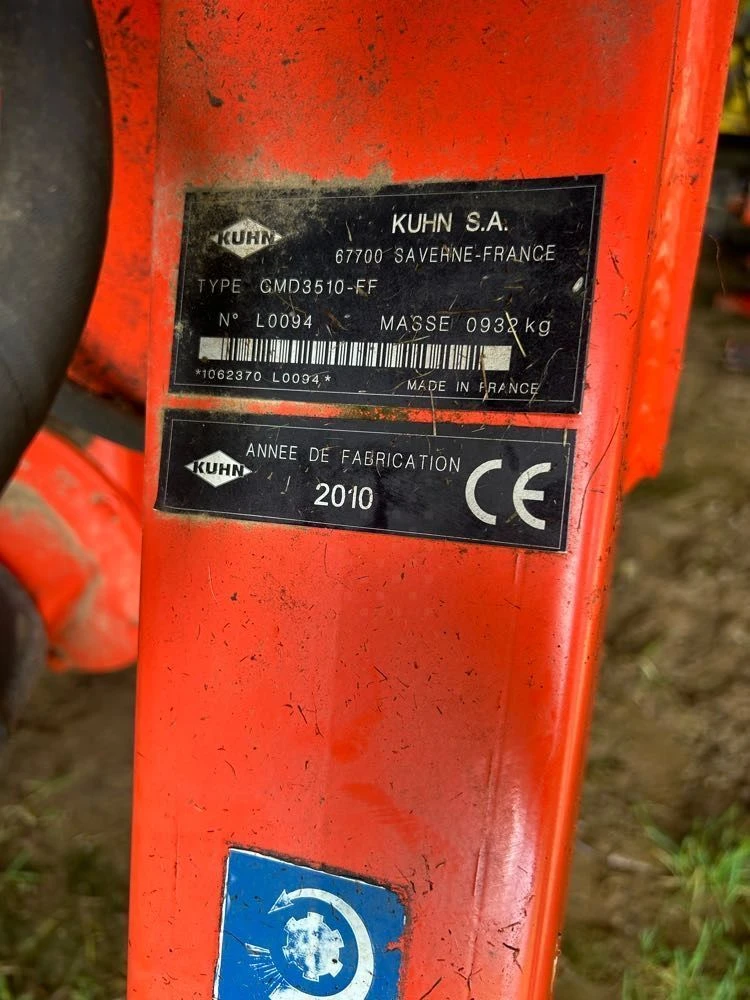 KUHN
KUHN S.A.
67700 SAVERNE-FRANCE
TYPE GMD3510-FF
N° L0094 MASSE 0932 kg
*1062370 L0094*
MADE IN FRANCE
KUHN
ANNEE DE FABRICATION
2010
CE